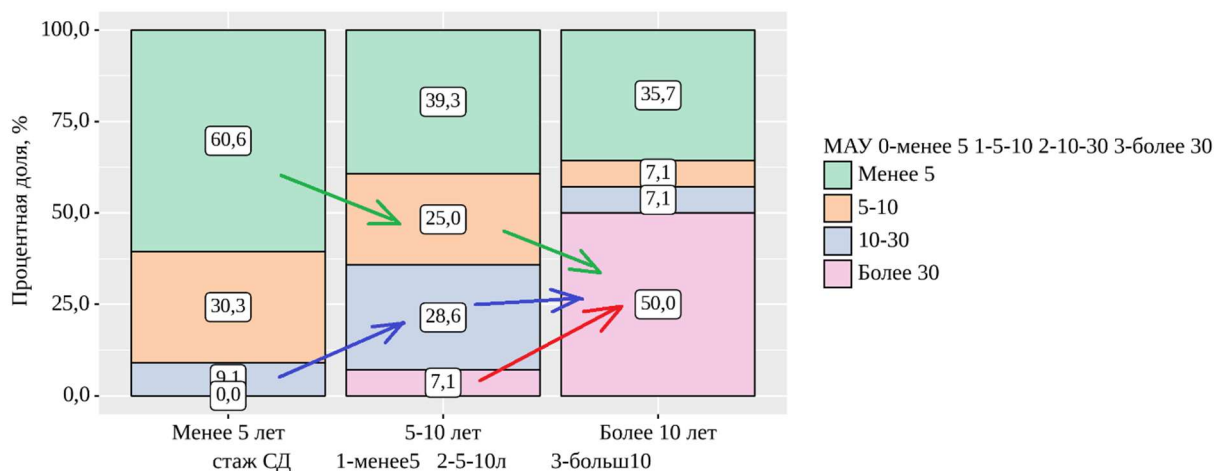 100,0
75,0
50,0
25,0
0,0
Процентная доля, %
60,6
30,3
9,1
0,0
39,3
25,0
28,6
7,1
35,7
7,1
7,1
50,0
Менее 5 лет
5-10 лет
Более 10 лет
стаж СД 1-менее5 2-5-10л 3-больш10
МАУ 0-менее 5 1-5-10 2-10-30 3-более 30
Менее 5
5-10
10-30
Более 30